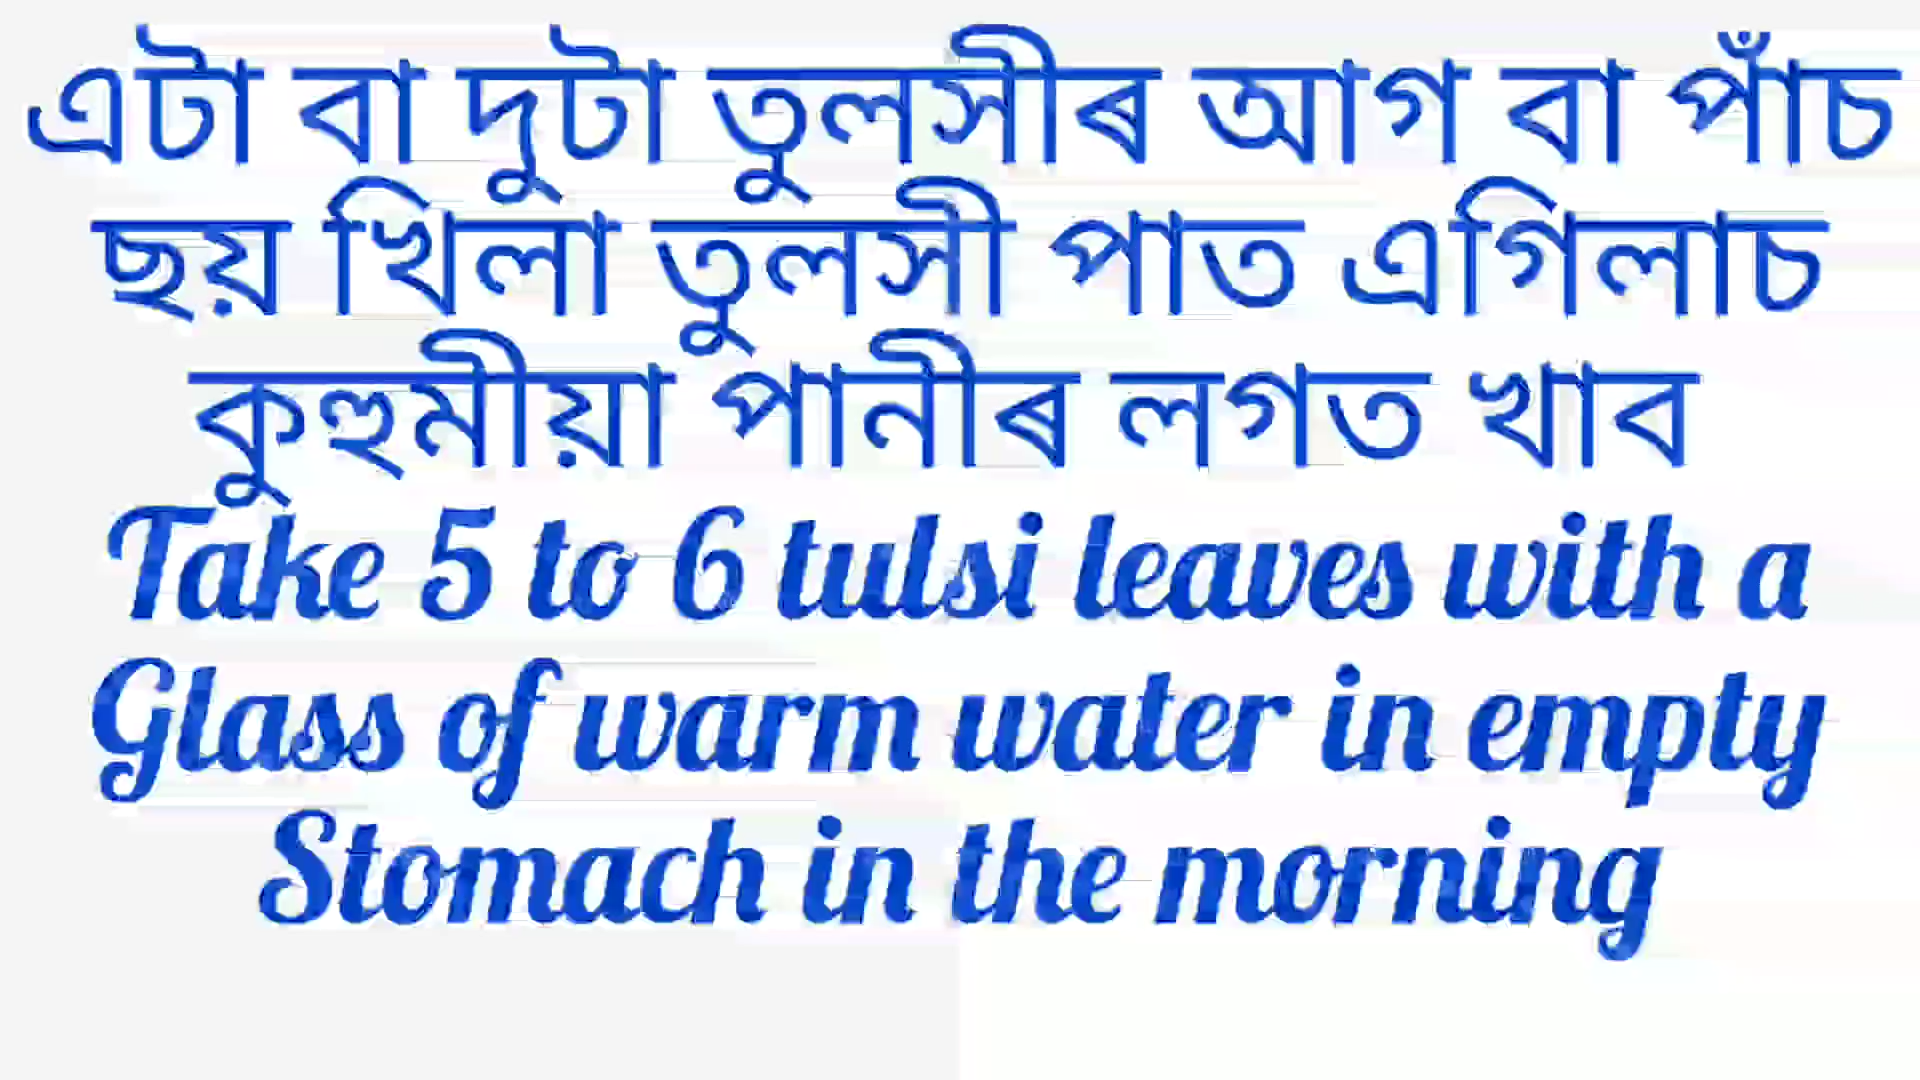 এটা বা দুটা তুলসীৰ আগ বা পাঁচ
ছয় খিলা তুলসী পাত এগিলাচ
কুহুমীয়া পানীৰ লগত খাব
Take 5 to 6 tulsi leaves with a
Glass of warm water in empty
Stomach in the morning